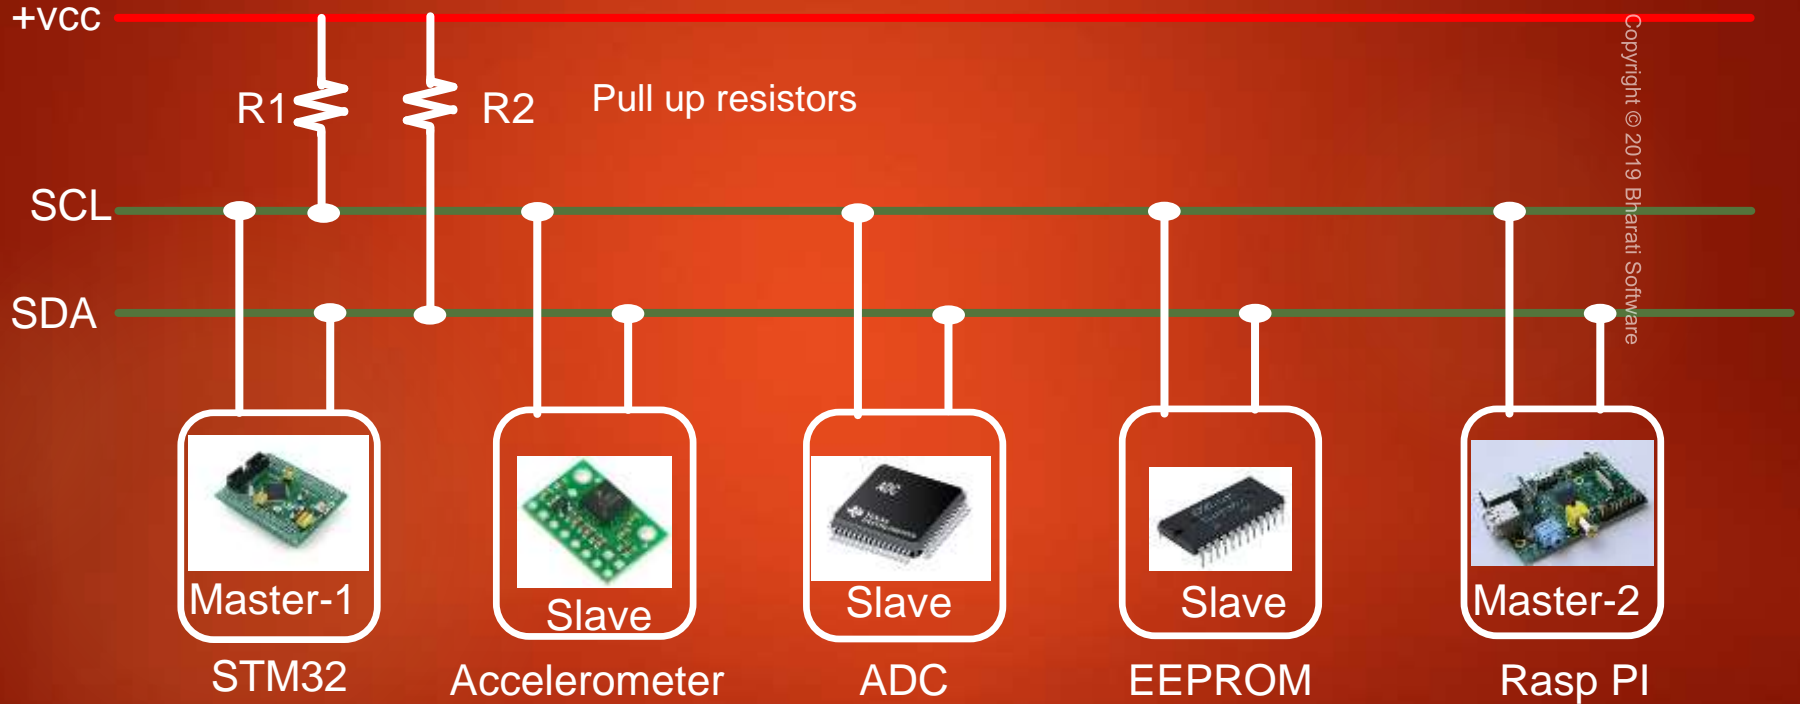 +vcc
R1
R2
Pull up resistors
SCL
SDA
Copyright © 2019 Bharati Software
ADC
Master-1
Slave
Slave
Slave
Master-2
STM32
Accelerometer
ADC
EEPROM
Rasp PI